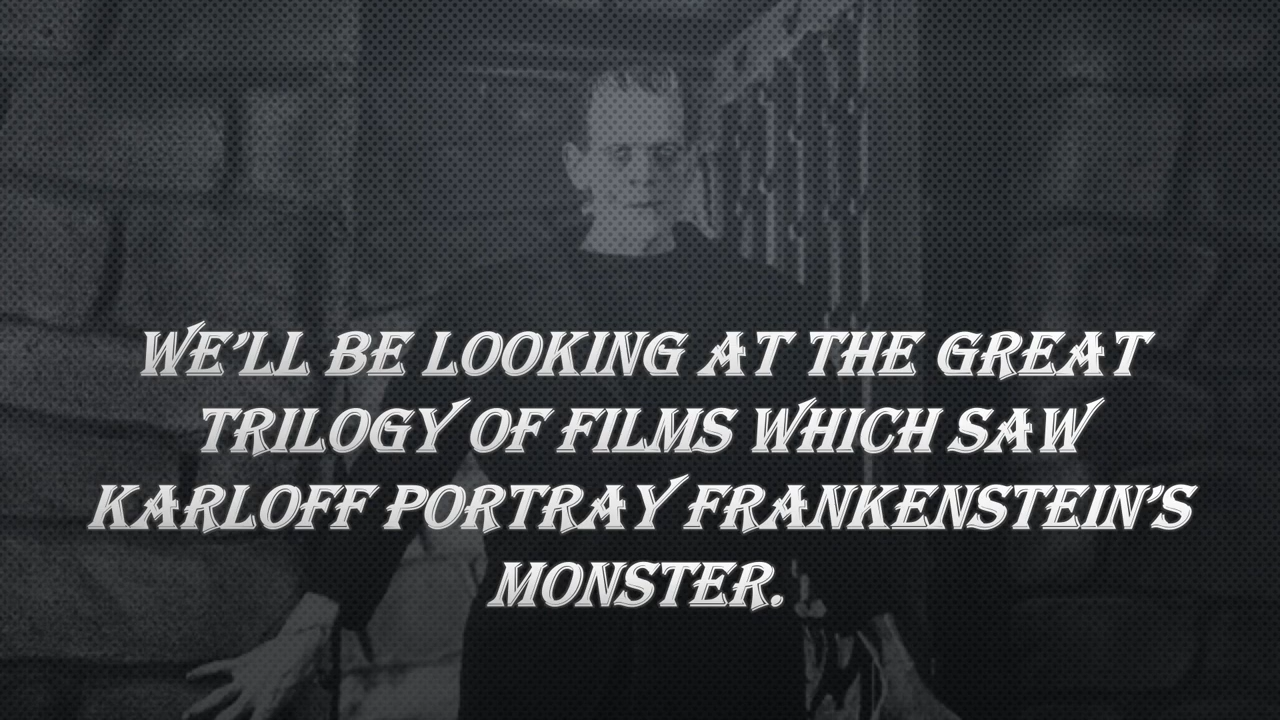 WE'LL BE LOOKING AT THE GREAT
TRILOGY OF FILMS WHICH SAW
KARLOFF PORTRAY FRANKENSTEIN'S
MONSTER.